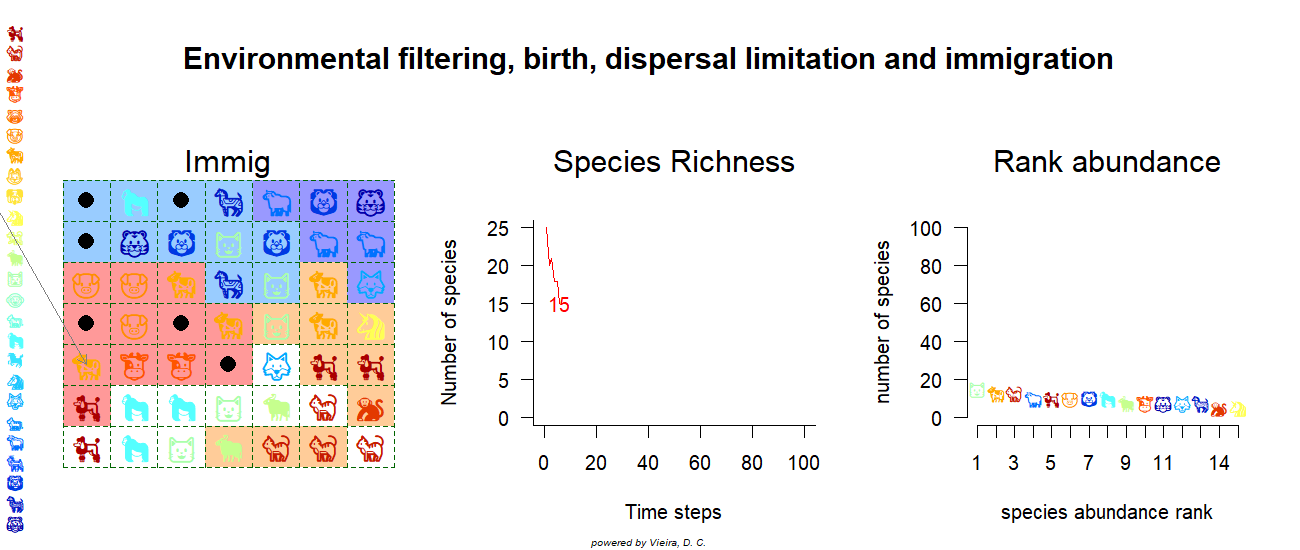 Environmental filtering, birth, dispersal limitation and immigration
Immig
Species Richness
Number of species
25
20
15
10
5
0
15
0 20 40 60 80 100
Time steps
Rank abundance
number of species
100
80
60
40
20
0
1 3 5 7 9 11 14
species abundance rank
powered by Vieira, D. C.